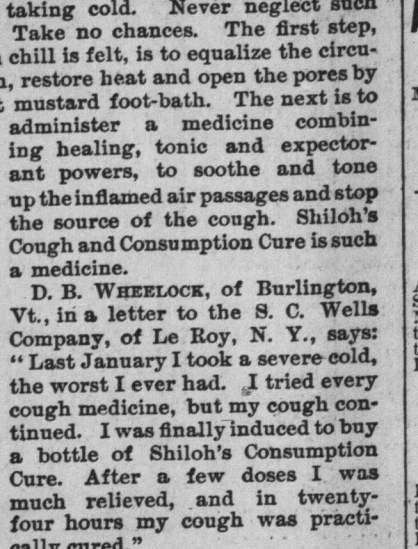 taking cold. Never neglect such
Take no chances. The first step,
chill is felt, is to equalize the circu-
restore heat and open the pores by
mustard foot-bath. The next is to
administer a medicine combin-
ing healing, tonic and expector-
ant powers, to soothe and tone
up the inflamed air passages and stop
the source of the cough. Shiloh's
Cough and Consumption Cure is such
a medicine.
D. B. WHEELOCK, of Burlington,
Vt., in a letter to the S. C. Wells
Company, of Le Roy, N. Y., says:
“Last January I took a severe cold,
the worst I ever had. I tried every
cough medicine, but my cough con-
tinued. I was finally induced to buy
a bottle of Shiloh's Consumption
Cure. After a few doses I was
much relieved, and in twenty-
four hours my cough was practi-
cally cured.”